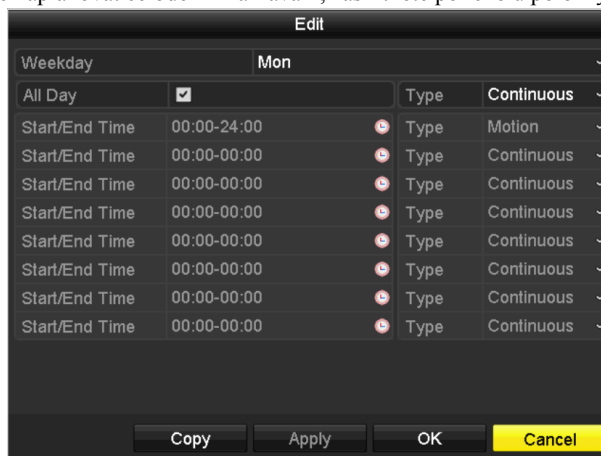 Edit
Weekday Mon
All Day Type Continuous
Start/End Time 00:00-24:00 Type Motion
Start/End Time 00:00-00:00 Type Continuous
Start/End Time 00:00-00:00 Type Continuous
Start/End Time 00:00-00:00 Type Continuous
Start/End Time 00:00-00:00 Type Continuous
Start/End Time 00:00-00:00 Type Continuous
Start/End Time 00:00-00:00 Type Continuous
Start/End Time 00:00-00:00 Type Continuous
Copy Apply OK Cancel